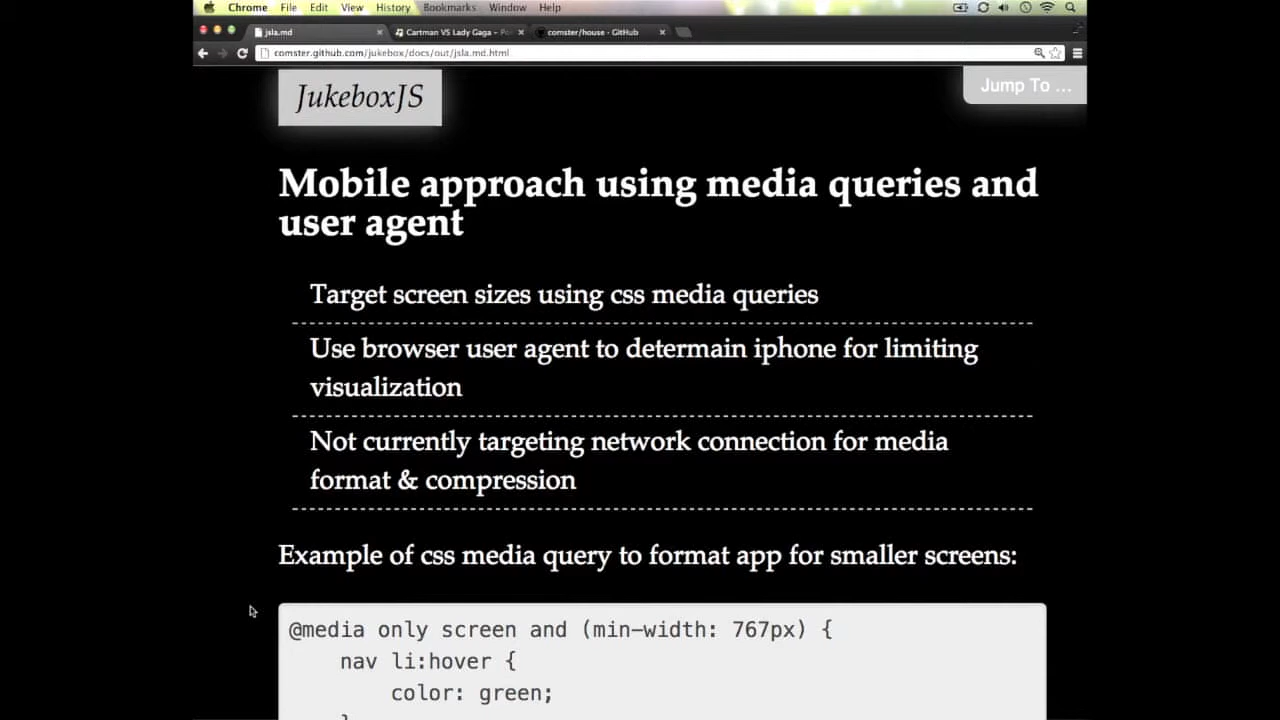 Chrome File Edit View History Bookmarks Window Help
jsla.md
Cartman VS Lady Gaga - Po
comster/house - GitHub
comster.github.com/jukebox/docs/out/jsla.md.html
JukeboxJS
Jump To ...
Mobile approach using media queries and
user agent
Target screen sizes using css media queries
Use browser user agent to determain iphone for limiting
visualization
Not currently targeting network connection for media
format & compression
Example of css media query to format app for smaller screens:
@media only screen and (min-width: 767px) {
nav li:hover {
color: green;
}